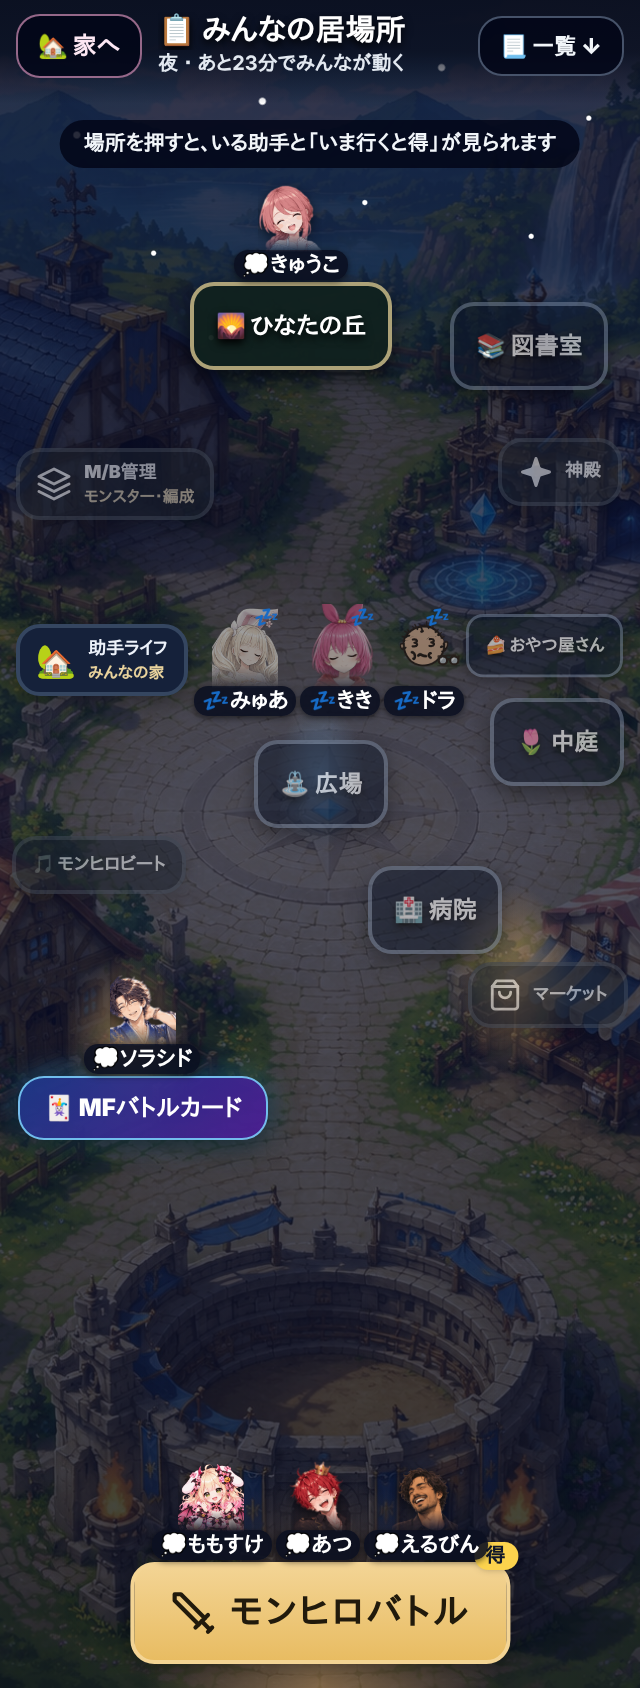 家へ
みんなの居場所
夜・あと23分でみんなが動く
一覧 ↓
場所を押すと、いる助手と「いま行くと得」が見られます
きゅうこ
ひなたの丘
図書室
M/B管理
モンスター・編成
神殿
助手ライフ
みんなの家
おやつ屋さん
みゅあ
きき
ドラ
中庭
広場
モンヒロビート
病院
マーケット
ソラシド
MFバトルカード
ももすけ
あつ
えるびん
得
モンヒロバトル